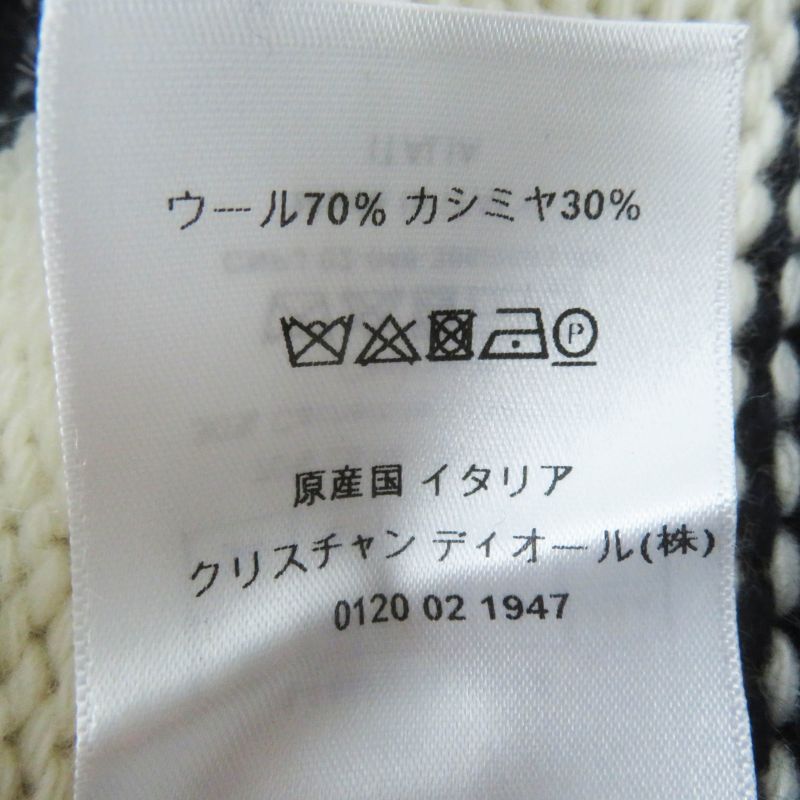 ウール70% カシミヤ30%
P
原産国 イタリア
クリスチャン ディオール(株)
0120 02 1947